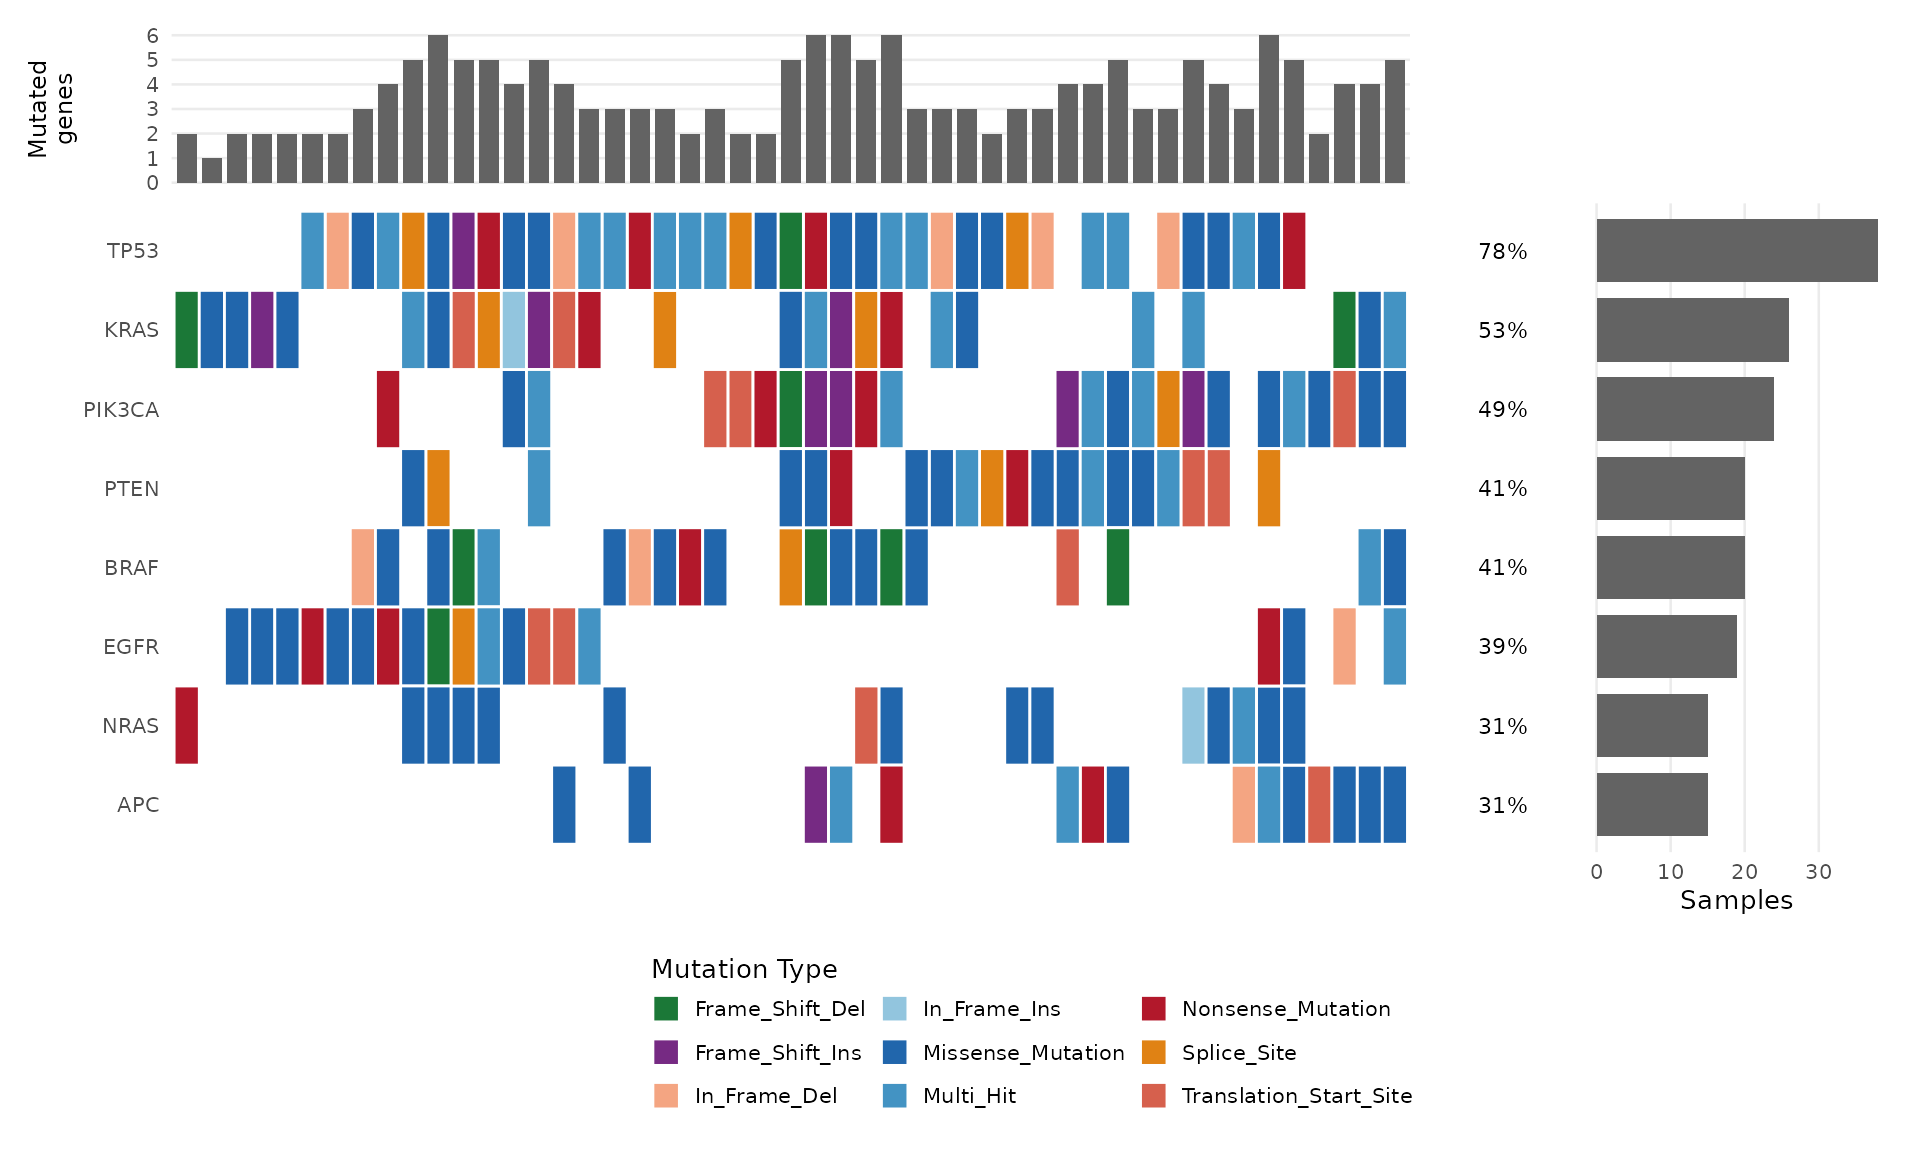 Mutated
genes
6
5
4
3
2
1
0
TP53 78%
KRAS 53%
PIK3CA 49%
PTEN 41%
BRAF 41%
EGFR 39%
NRAS 31%
APC 31%
0 10 20 30
Samples
Mutation Type
Frame_Shift_Del In_Frame_Ins Nonsense_Mutation
Frame_Shift_Ins Missense_Mutation Splice_Site
In_Frame_Del Multi_Hit Translation_Start_Site